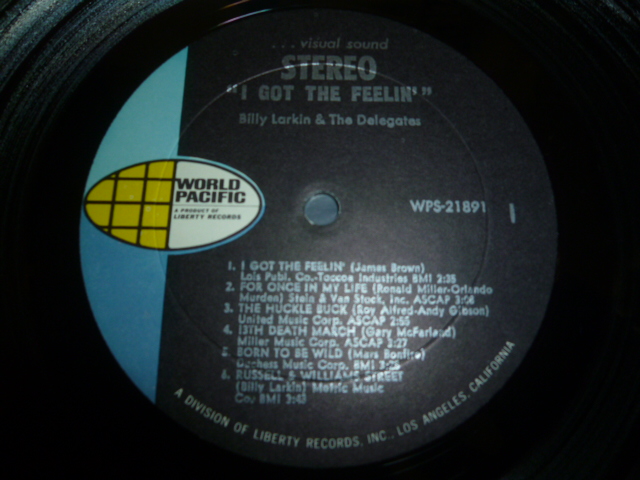 ...visual sound
STEREO
"I GOT THE FEELIN'"
Billy Larkin & The Delegates
WORLD
PACIFIC
A PRODUCT OF
LIBERTY RECORDS
WPS-21891
1
1. I GOT THE FEELIN' (James Brown)
Lois Publ. Co.-Toccoa Industries BMI 2:35
2. FOR ONCE IN MY LIFE (Ronald Miller-Orlando
Murden) Stein & Van Stock, Inc. ASCAP 3:08
3. THE HUCKLE BUCK (Roy Alfred-Andy Gibson)
United Music Corp. ASCAP 2:55
4. 13TH DEATH MARCH (Gary McFarland)
Miller Music Corp. ASCAP 3:27
5. BORN TO BE WILD (Mars Bonfire)
Duchess Music Corp. BMI
6. RUSSELL & WILLIAMS STREET
(Billy Larkin) Metric Music
Co. BMI 3:43
A DIVISION OF LIBERTY RECORDS, INC., LOS ANGELES, CALIFORNIA